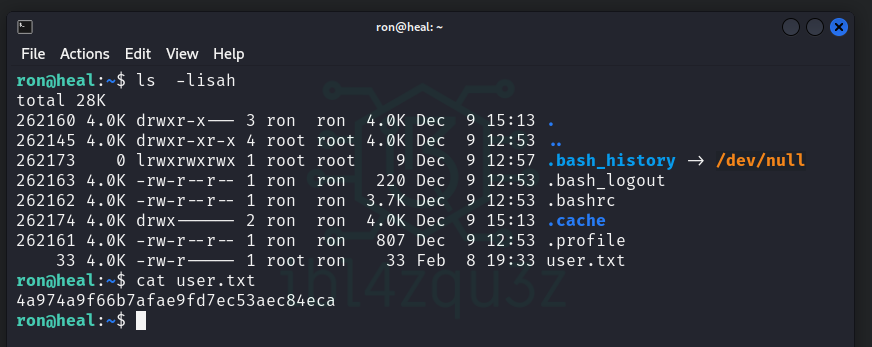 ron@heal: ~
File Actions Edit View Help
ron@heal:~$ ls  -lisah
total 28K
262160 4.0K drwxr-x--- 3 ron  ron  4.0K Dec  9 15:13 .
262145 4.0K drwxr-xr-x 4 root root 4.0K Dec  9 12:53 ..
262173    0 lrwxrwxrwx 1 root root    9 Dec  9 12:57 .bash_history -> /dev/null
262163 4.0K -rw-r--r-- 1 ron  ron   220 Dec  9 12:53 .bash_logout
262162 4.0K -rw-r--r-- 1 ron  ron  3.7K Dec  9 12:53 .bashrc
262174 4.0K drwx------ 2 ron  ron  4.0K Dec  9 15:13 .cache
262161 4.0K -rw-r--r-- 1 ron  ron   807 Dec  9 12:53 .profile
    33 4.0K -rw-r----- 1 root ron    33 Feb  8 19:33 user.txt
ron@heal:~$ cat user.txt
4a974a9f66b7afae9fd7ec53aec84eca
ron@heal:~$